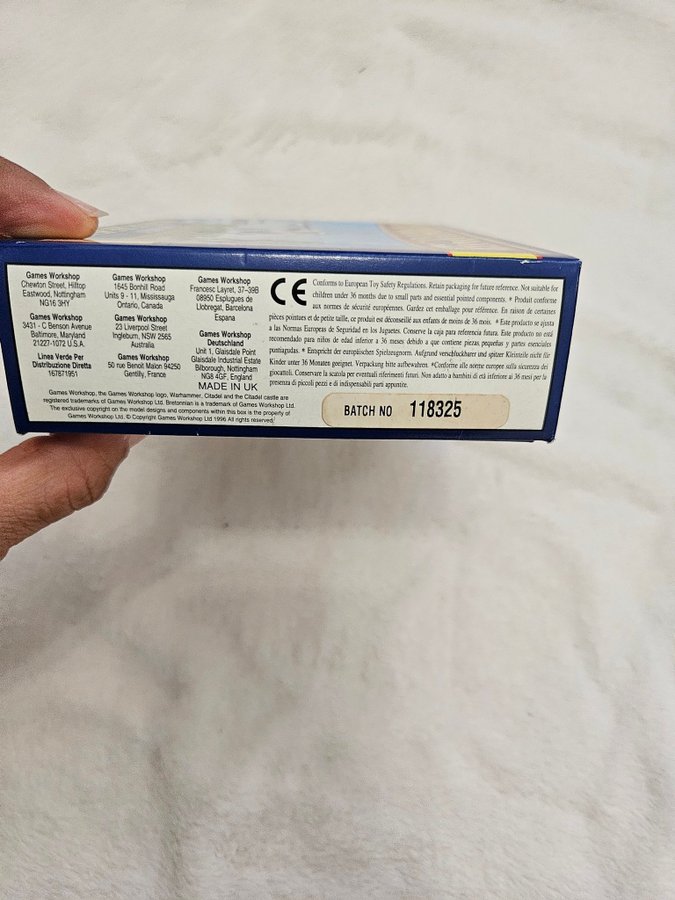 Games Workshop
Chewton Street, Hilltop
Eastwood, Nottingham
NG16 3HY
Games Workshop
3431 - C Benson Avenue
Baltimore, Maryland
21227-1072 U.S.A.
Linea Verde Per
Distribuzione Diretta
167871951
Games Workshop
1645 Bonhill Road
Units 9 - 11, Mississauga
Ontario, Canada
Games Workshop
23 Liverpool Street
Ingleburn, NSW 2565
Australia
Games Workshop
50 rue Benoit Malon 94250
Gentilly, France
Games Workshop
Francesc Layret, 37-39B
08950 Esplugues de
Llobregat, Barcelona
Espana
Games Workshop
Deutschland
Unit 1, Glaisdale Point
Glaisdale Industrial Estate
Bilborough, Nottingham
NG8 4GF, England
MADE IN UK
Games Workshop, the Games Workshop logo, Warhammer, Citadel and the Citadel castle are
registered trademarks of Games Workshop Ltd. Bretonnian is a trademark of Games Workshop Ltd.
The exclusive copyright on the model designs and components within this box is the property of
Games Workshop Ltd. © Copyright Games Workshop Ltd 1996 All rights reserved.
CE
Conforms to European Toy Safety Regulations. Retain packaging for future reference. Not suitable for
children under 36 months due to small parts and essential pointed components. * Produit conforme
aux normes de sécurité européennes. Gardez cet emballage pour référence. En raison de certaines
pièces pointues et de petite taille, ce produit est déconseillé aux enfants de moins de 36 mois. * Este producto se ajusta
a las Normas Europeas de Seguridad en los Juguetes. Conserve la caja para referencia futura. Este producto no está
recomendado para niños de edad inferior a 36 meses debido a que contiene piezas pequeñas y partes esenciales
puntiagudas. * Entspricht der europäischen Spielzeugnorm. Aufgrund verschluckbarer und spitzer Kleinteile nicht für
Kinder unter 36 Monaten geeignet. Verpackung bitte aufbewahren. *Conforme alle norme europee sulla sicurezza dei
giocattoli. Conservare la scatola per eventuali riferimenti futuri. Non adatto a bambini di età inferiore ai 36 mesi per la
presenza di piccoli pezzi e di indispensabili parti appuntite.
BATCH NO 118325